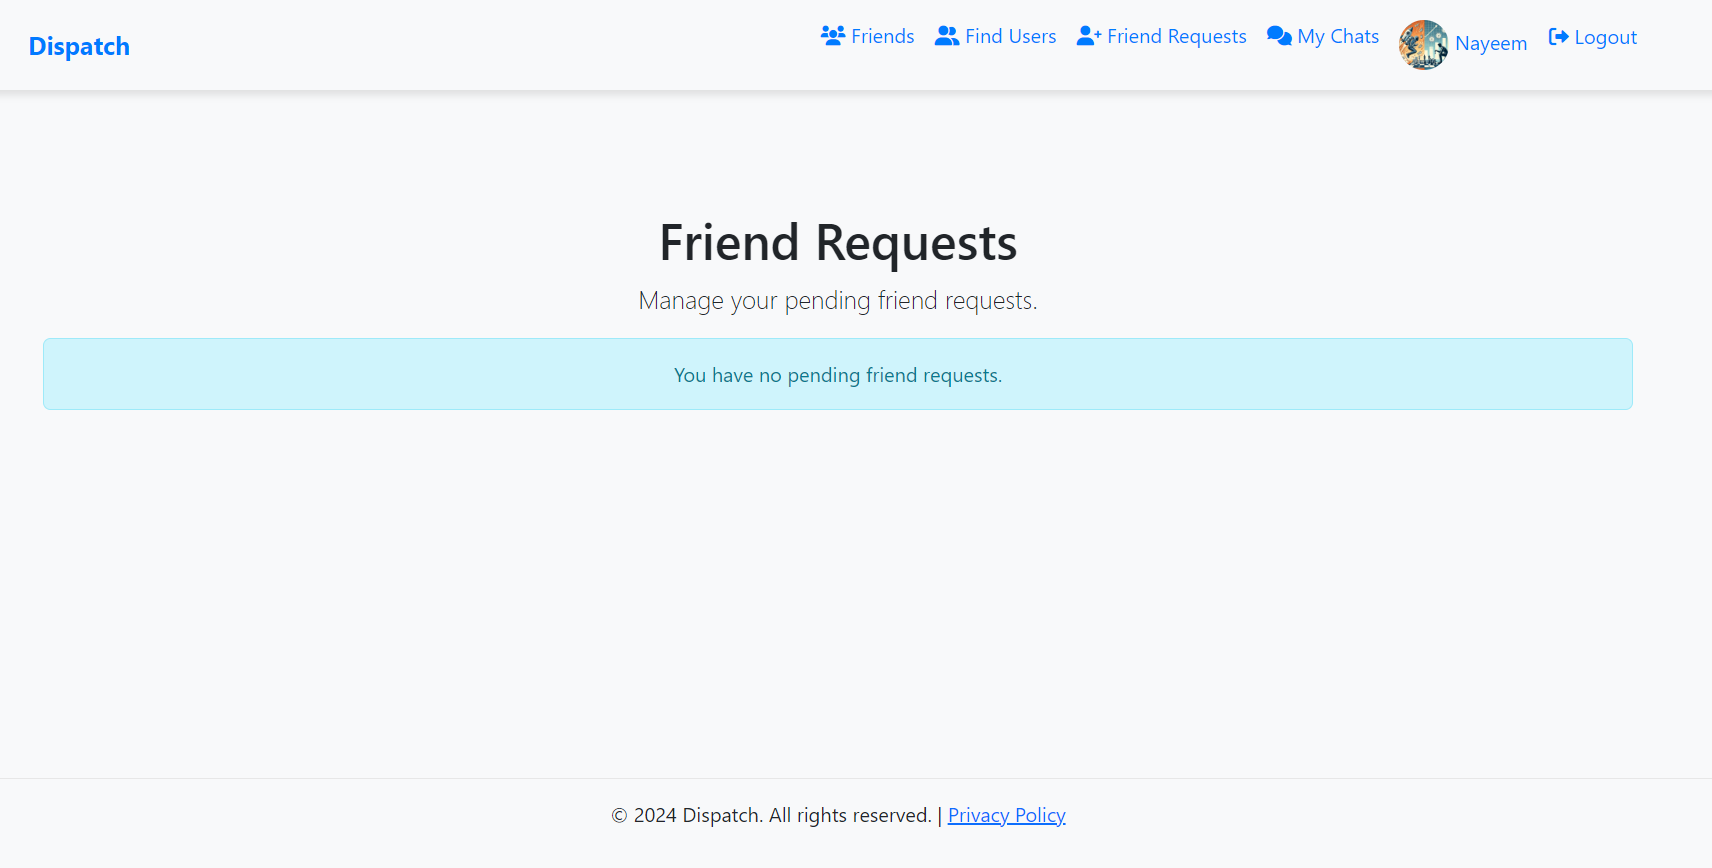 Dispatch
Friends Find Users Friend Requests My Chats Nayeem Logout
Friend Requests
Manage your pending friend requests.
You have no pending friend requests.
© 2024 Dispatch. All rights reserved. | Privacy Policy